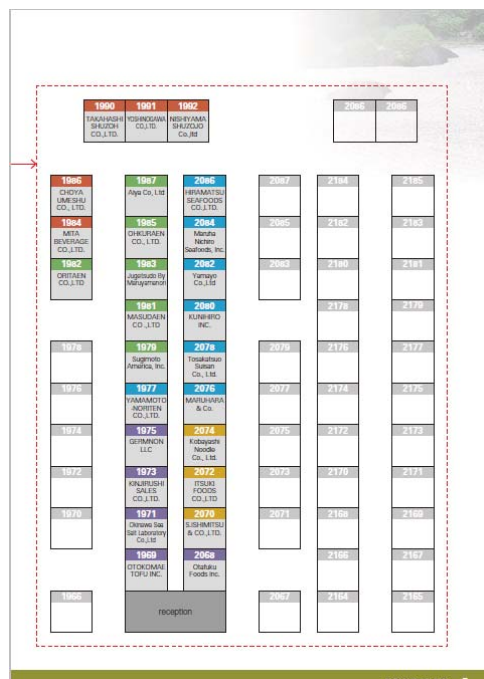 1990
TAKAHASHI
SHUZOH
CO.,LTD.
1991
YOSHINOGAWA
CO.,LTD.
1992
NISHIYAMA
SHUZOJO
Co.,ltd
2086
2086
1986
CHOYA
UMESHU
CO., LTD.
1984
MITA
BEVERAGE
CO.,LTD.
1982
ORITAEN
CO.,LTD
1978
1976
1974
1972
1970
1966
1987
Aiya Co, Ltd
1985
OHKURAEN
CO., LTD.
1983
Jugetsudo By
Maruyamanori
1981
MASUDAEN
CO .,LTD
1979
Sugimoto
America, Inc.
1977
YAMAMOTO
-NORITEN
CO.,LTD.
1975
GERMNON
LLC
1973
KINJIRUSHI
SALES
CO.,LTD.
1971
Okinawa Sea
Salt Laboratory
Co.,Ltd
1969
OTOKOMAE
TOFU INC.
2086
HIRAMATSU
SEAFOODS
CO.,LTD.
2084
Maruha
Nichiro
Seafoods, Inc.
2082
Yamayo
Co.,Ltd
2080
KUNIHIRO
INC.
2078
Tosakatsuo
Suisan
Co., Ltd.
2076
MARUHARA
& Co.
2074
Kobayashi
Noodle
Co., Ltd.
2072
ITSUKI
FOODS
CO.,LTD
2070
S.ISHIMITSU
& CO.,LTD.
2068
Otafuku
Foods Inc.
reception
2087
2085
2083
2079
2077
2075
2073
2071
2067
2184
2182
2180
2178
2176
2174
2172
2170
2168
2166
2164
2185
2183
2181
2179
2177
2175
2173
2171
2169
2167
2165